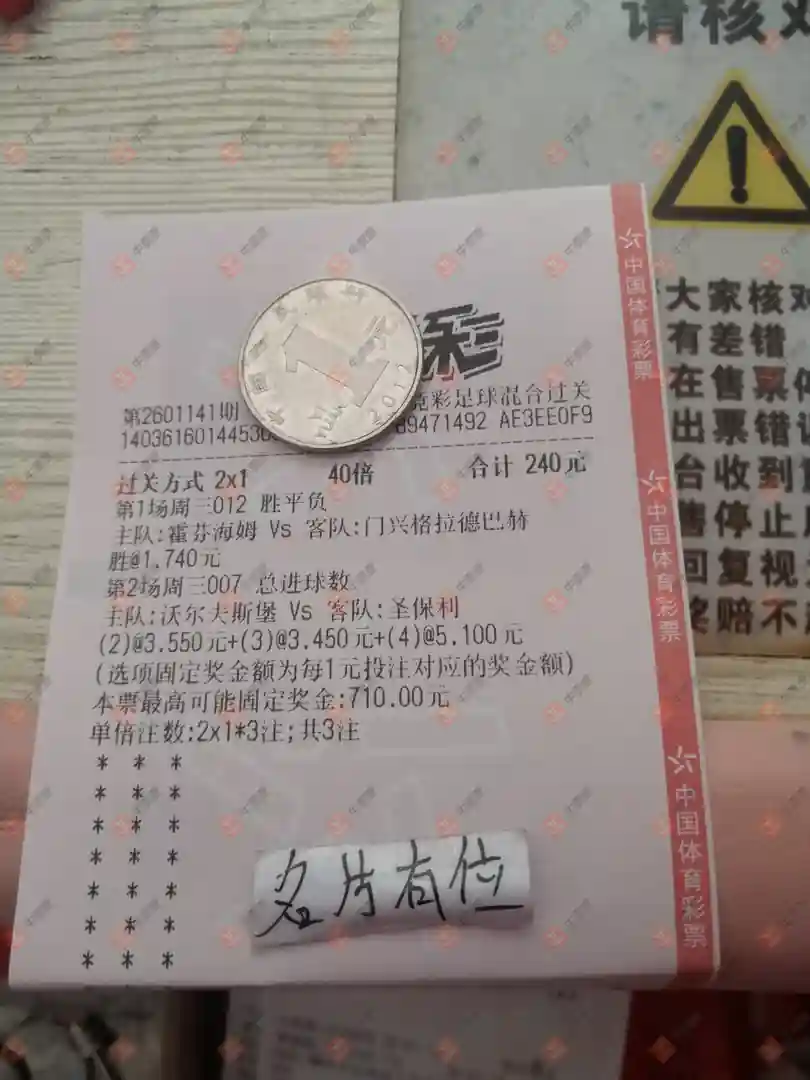 请核对
大家核对
有差错
在售票停
出票错误
台收到
售停止
回复视
奖赔不
中国体育彩票
中国体育彩票
中国体育彩票
1元
2011
彩
第2601141期 竞彩足球混合过关
14036160144536 89471492 AE3EE0F9
过关方式 2x1 40倍 合计 240元
第1场周三012 胜平负
主队:霍芬海姆 Vs 客队:门兴格拉德巴赫
胜@1.740元
第2场周三007 总进球数
主队:沃尔夫斯堡 Vs 客队:圣保利
(2)@3.550元+(3)@3.450元+(4)@5.100元
(选项固定奖金额为每1元投注对应的奖金额)
本票最高可能固定奖金:710.00元
单倍注数:2x1*3注;共3注
* * *
* * *
* * *
* * *
* * *
* * *
* * *
名片有位